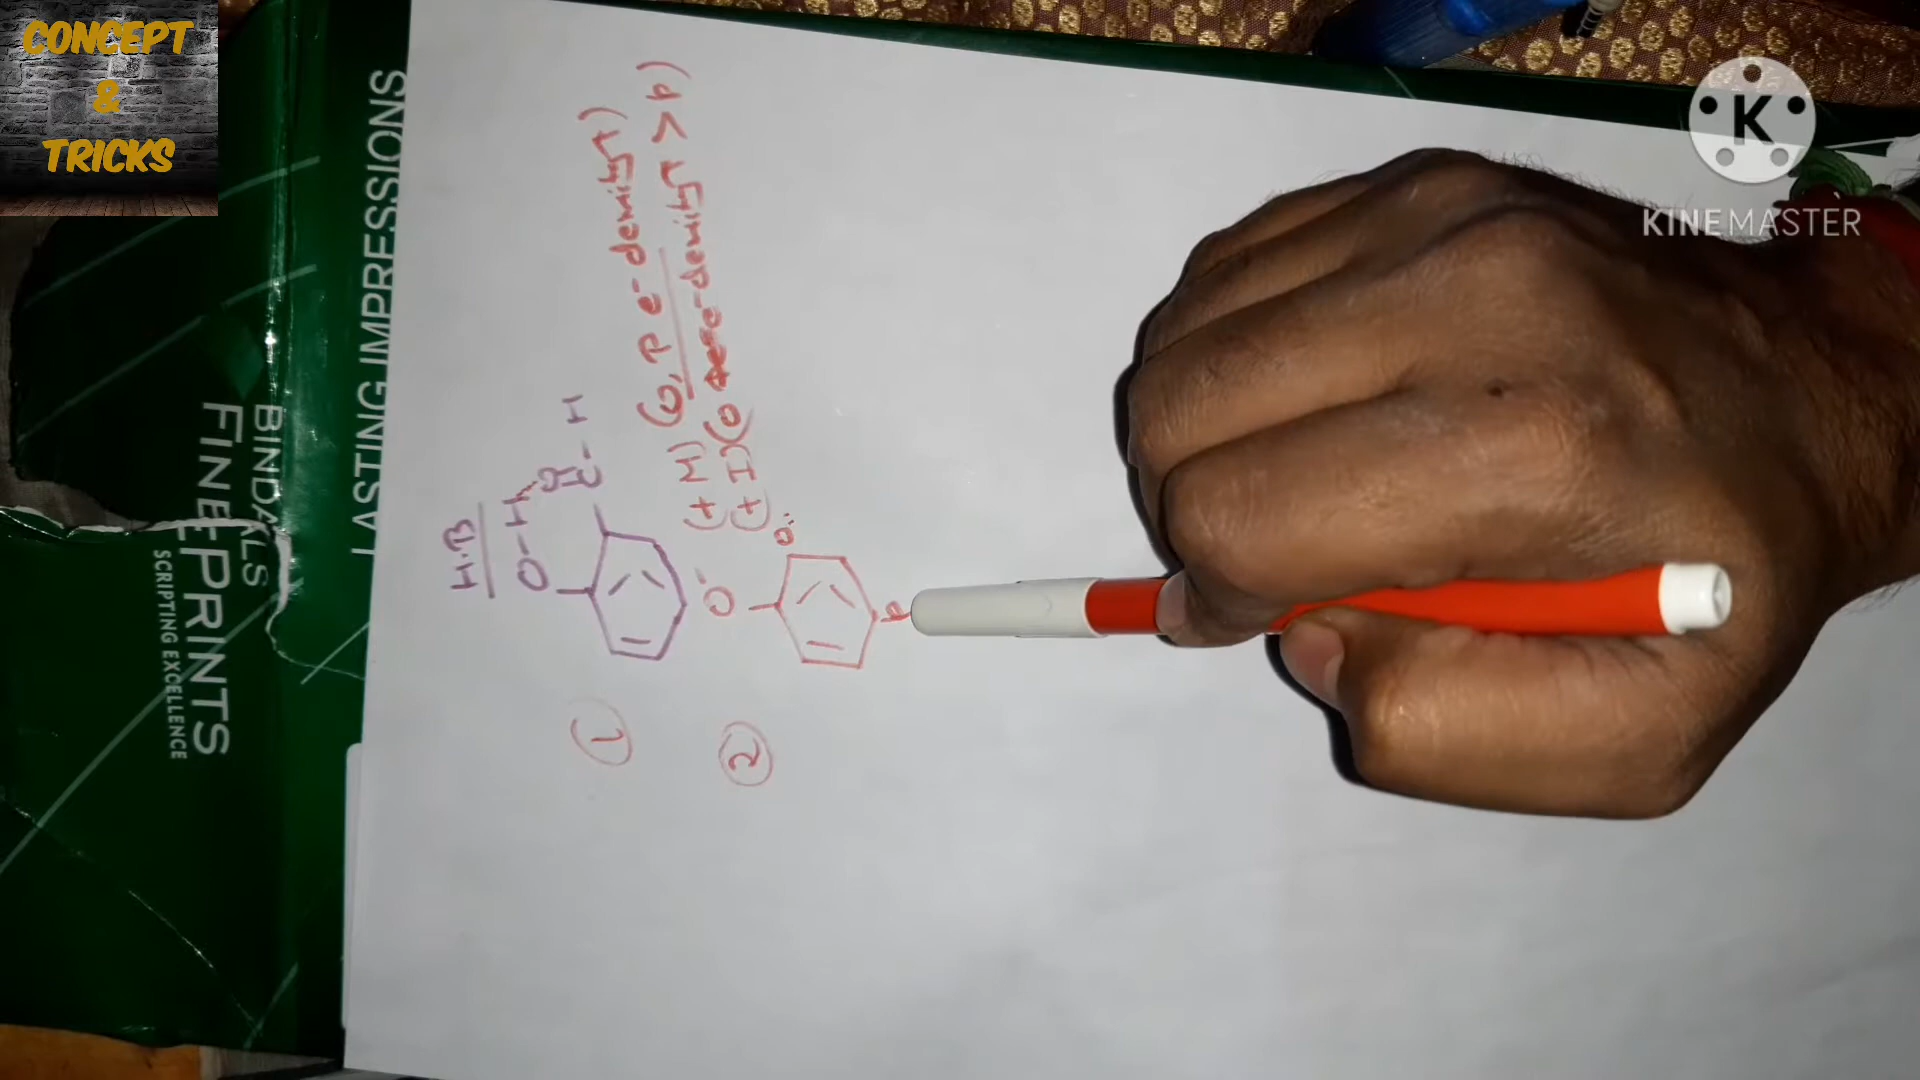 CONCEPT
&
TRICKS
KINEMASTER
K
LASTING IMPRESSIONS
BINDALS
FINE PRINTS
SCRIPTING EXCELLENCE
H.B
O-H
O
C-H
①
(+M) (o, p e⁻ density↑)
(+I) (o e⁻ density↑ > p)
O⁻
o
p
②